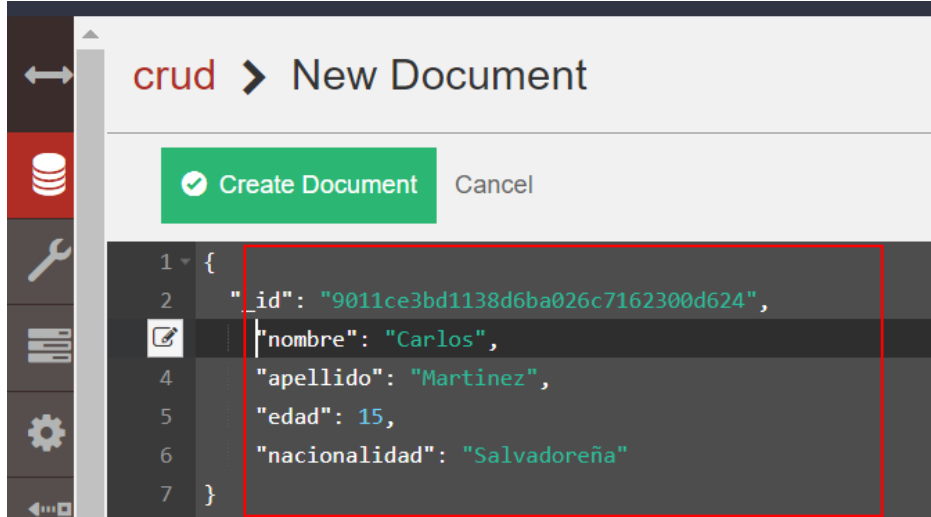 crud > New Document
Create Document Cancel
1 {
2 "_id": "9011ce3bd1138d6ba026c7162300d624",
"nombre": "Carlos",
4 "apellido": "Martinez",
5 "edad": 15,
6 "nacionalidad": "Salvadoreña"
7 }